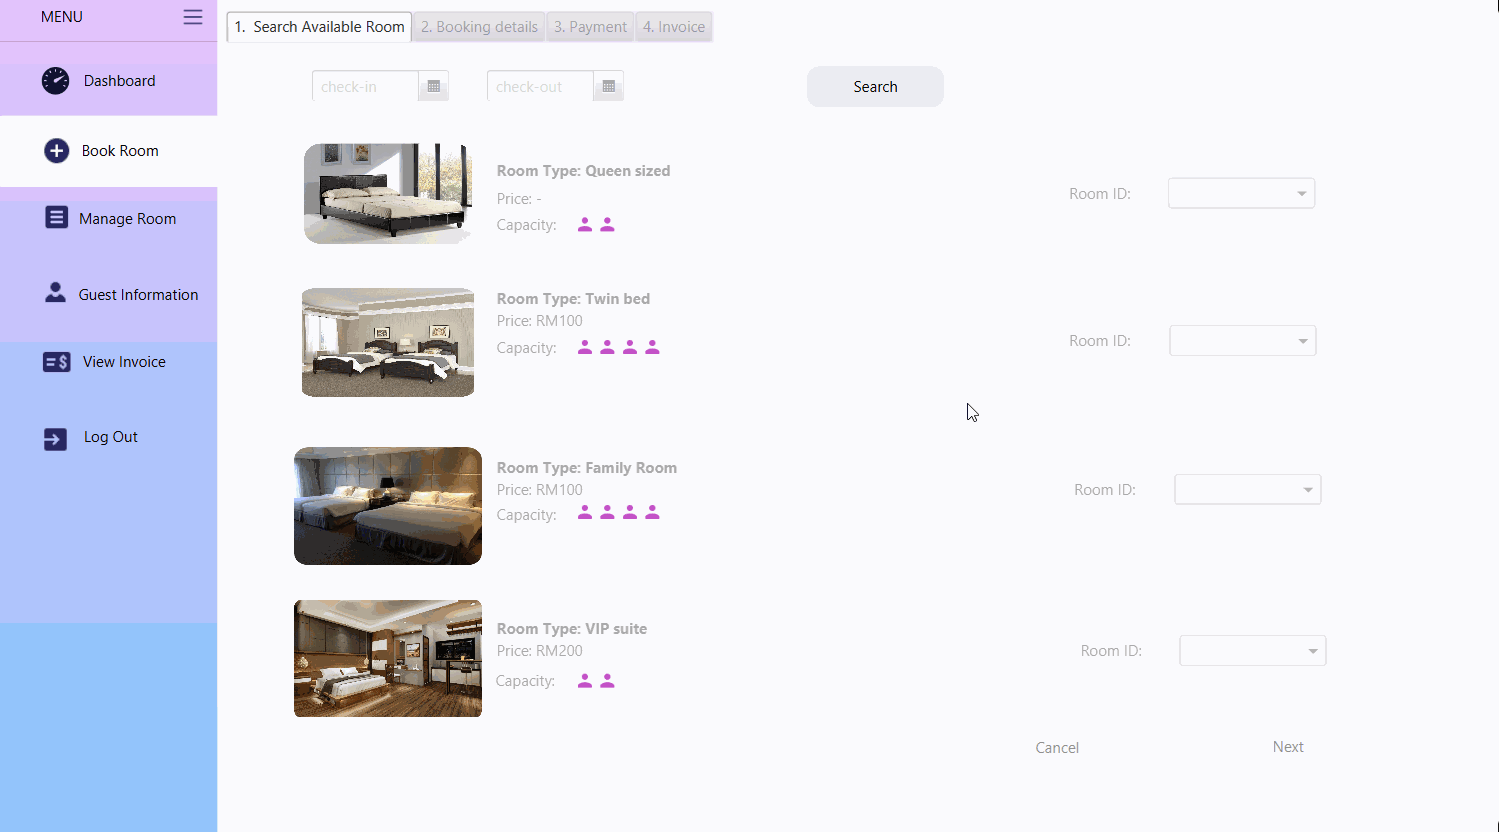 MENU
Dashboard
Book Room
Manage Room
Guest Information
View Invoice
Log Out
1. Search Available Room
2. Booking details
3. Payment
4. Invoice
check-in
check-out
Search
Room Type: Queen sized
Price: -
Capacity:
Room ID:
Room Type: Twin bed
Price: RM100
Capacity:
Room ID:
Room Type: Family Room
Price: RM100
Capacity:
Room ID:
Room Type: VIP suite
Price: RM200
Capacity:
Room ID:
Cancel
Next